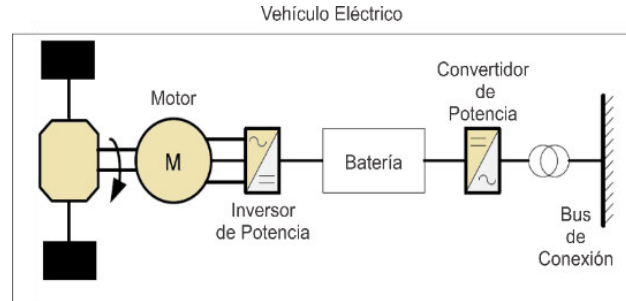 Vehículo Eléctrico
Motor
M
Inversor
de Potencia
Batería
Convertidor
de
Potencia
Bus
de
Conexión